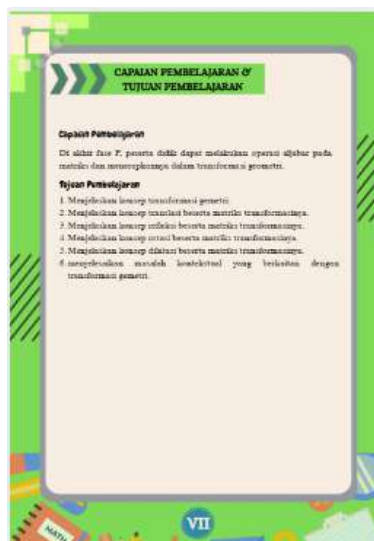 CAPAIAN PEMBELAJARAN &
TUJUAN PEMBELAJARAN
Capaian Pembelajaran
Di akhir fase F, peserta didik dapat melakukan operasi aljabar pada
matriks dan menerapkannya dalam transformasi geometri.
Tujuan Pembelajaran
1. Menjelaskan konsep transformasi gemetri
2. Menjelaskan konsep translasi beserta matriks transformasinya.
3. Menjelaskan konsep refleksi beserta matriks transformasinya.
4. Menjelaskan konsep rotasi beserta matriks transformasinya.
5. Menjelaskan konsep dilatasi beserta matriks transformasinya.
6. menyelesaikan masalah kontekstual yang berkaitan dengan
transformasi gemetri.
VII
MATH